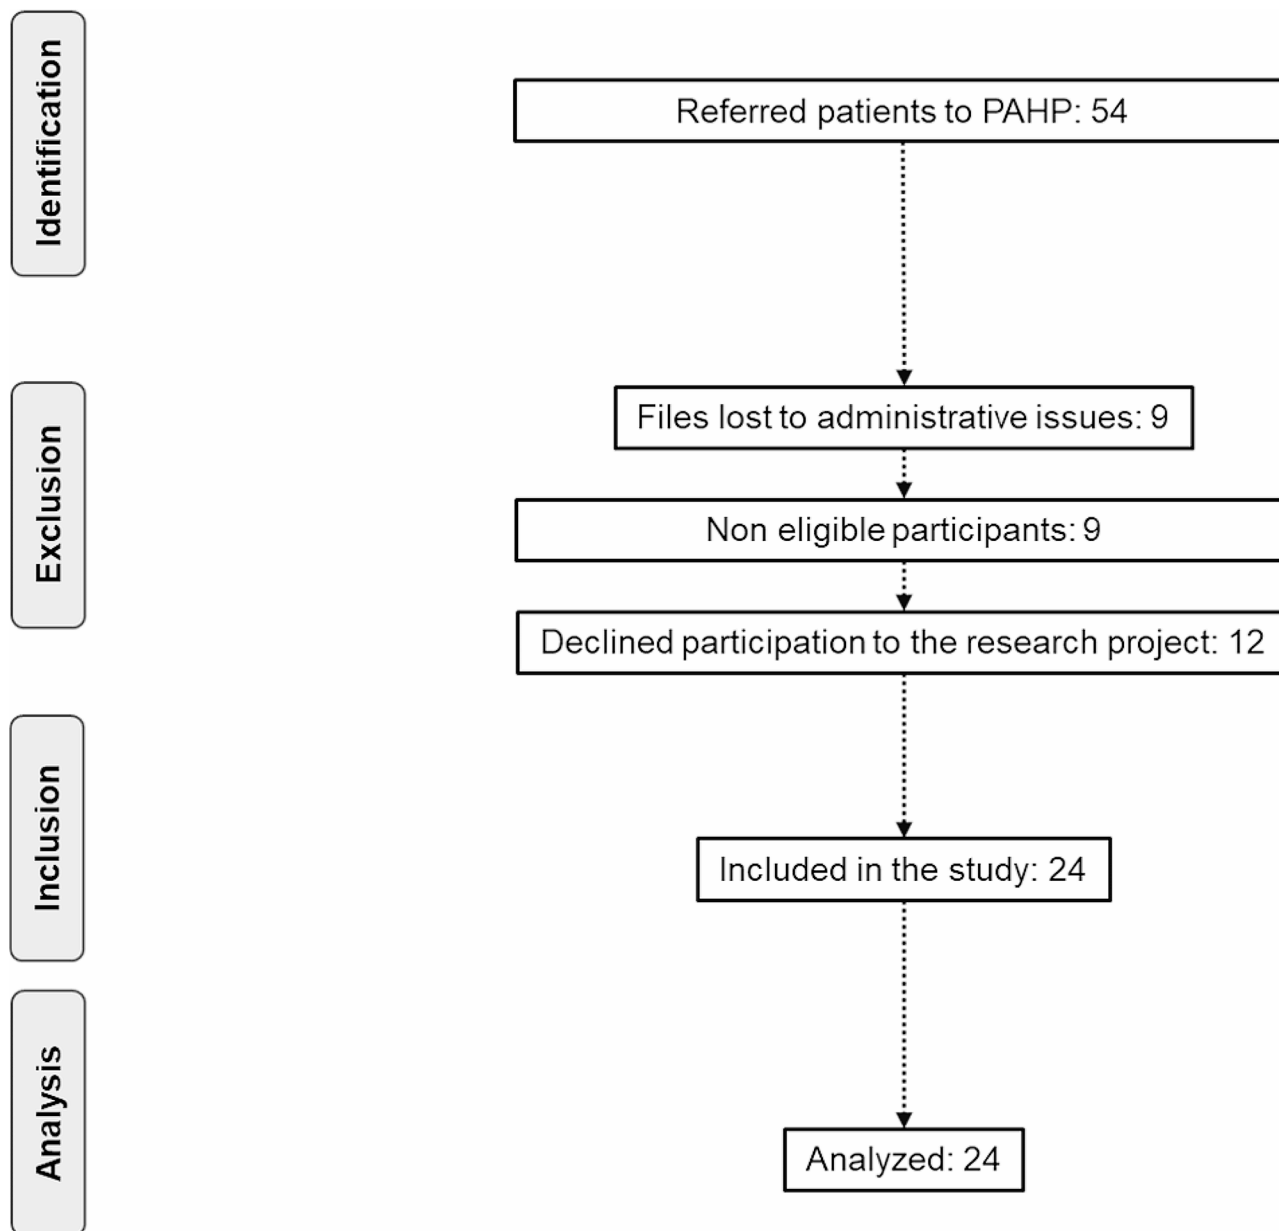 Identification
Referred patients to PAHP: 54
Exclusion
Files lost to administrative issues: 9
Non eligible participants: 9
Declined participation to the research project: 12
Inclusion
Included in the study: 24
Analysis
Analyzed: 24